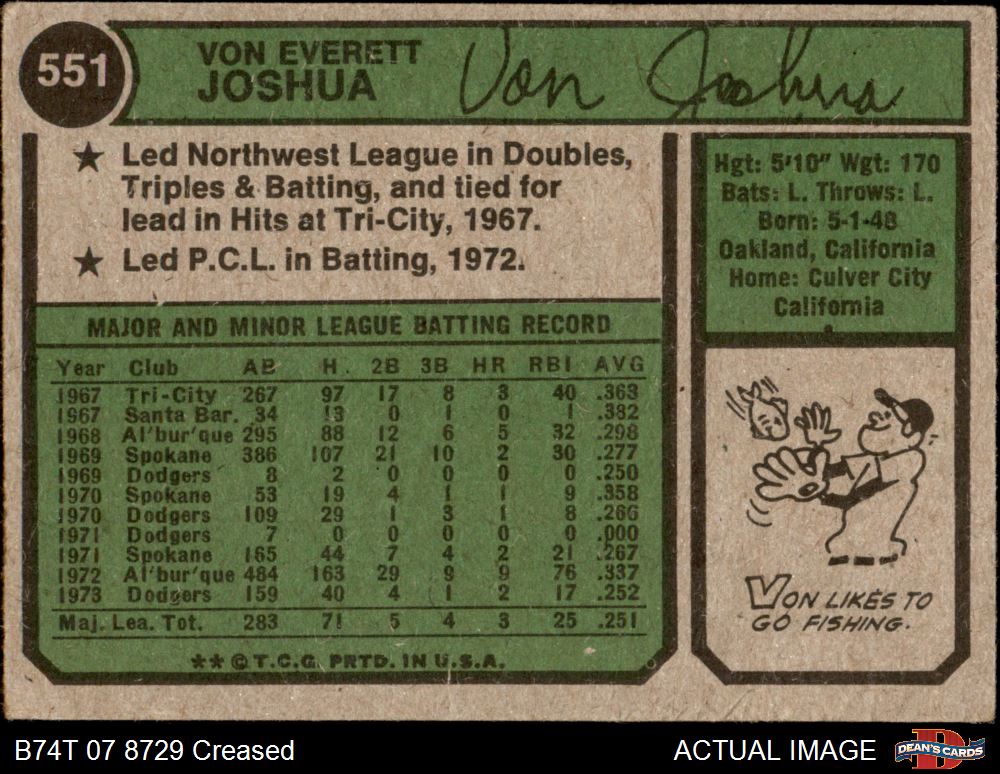 551
VON EVERETT
JOSHUA
Von Joshua
★ Led Northwest League in Doubles,
Triples & Batting, and tied for
lead in Hits at Tri-City, 1967.
★ Led P.C.L. in Batting, 1972.
Hgt: 5'10" Wgt: 170
Bats: L. Throws: L.
Born: 5-1-48
Oakland, California
Home: Culver City
California
MAJOR AND MINOR LEAGUE BATTING RECORD
Year Club AB H. 2B 3B HR RBI AVG
1967 Tri-City 267 97 17 8 3 40 .363
1967 Santa Bar. 34 13 0 1 0 1 .382
1968 Al'bur'que 295 88 12 6 5 32 .298
1969 Spokane 386 107 21 10 2 30 .277
1969 Dodgers 8 2 0 0 0 0 .250
1970 Spokane 53 19 4 1 1 9 .358
1970 Dodgers 109 29 1 3 1 8 .266
1971 Dodgers 7 0 0 0 0 0 .000
1971 Spokane 165 44 7 4 2 21 .267
1972 Al'bur'que 484 163 29 9 9 76 .337
1973 Dodgers 159 40 4 1 2 17 .252
Maj. Lea. Tot. 283 71 5 4 3 25 .251
** © T.C.G. PRTD. IN U.S.A.
VON LIKES TO
GO FISHING.
B74T 07 8729 Creased
ACTUAL IMAGE
DEAN'S CARDS